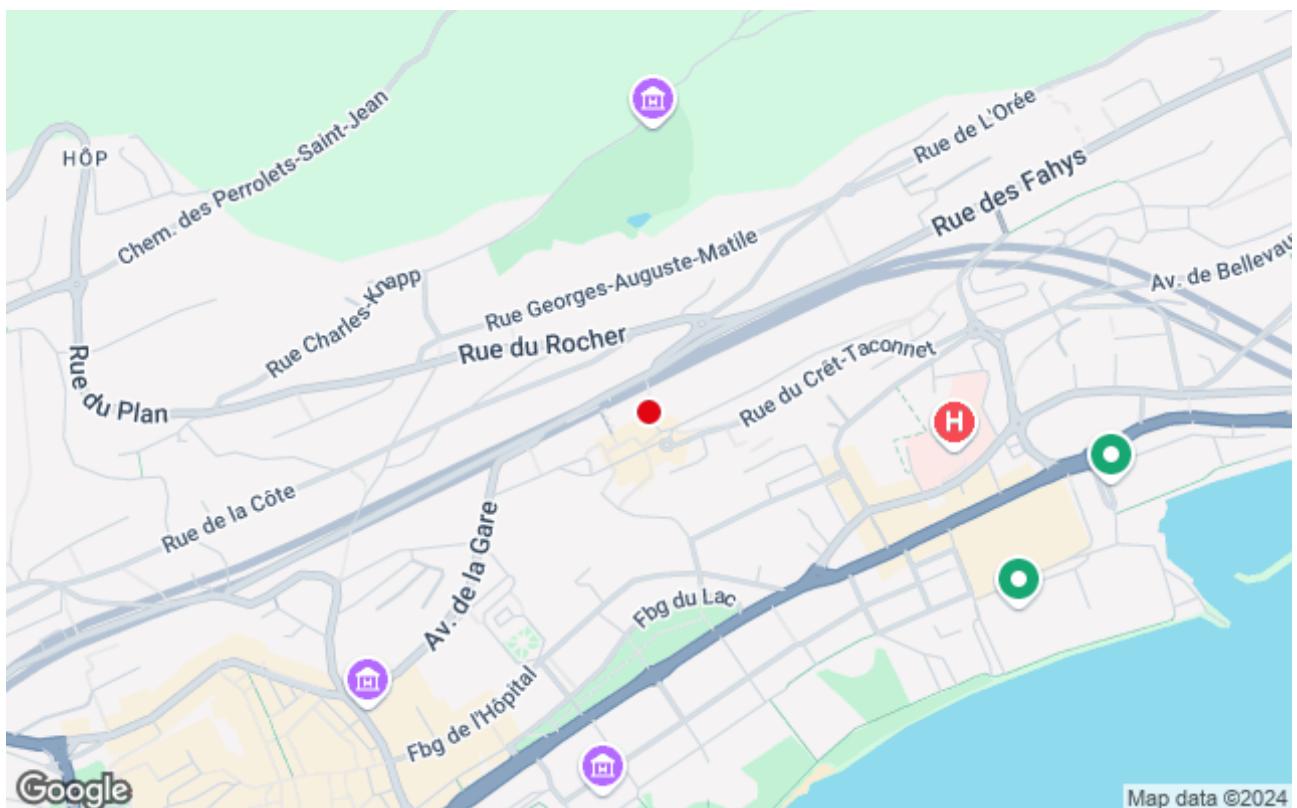 HÔP
Chem. des Perrolets-Saint-Jean
Rue de L'Orée
Rue des Fahys
Av. de Bellevau
Rue Charles-Knapp
Rue Georges-Auguste-Matile
Rue du Rocher
Rue du Plan
Rue du Crêt-Taconnet
H
Rue de la Côte
Av. de la Gare
Fbg du Lac
Fbg de l'Hôpital
Google
Map data ©2024